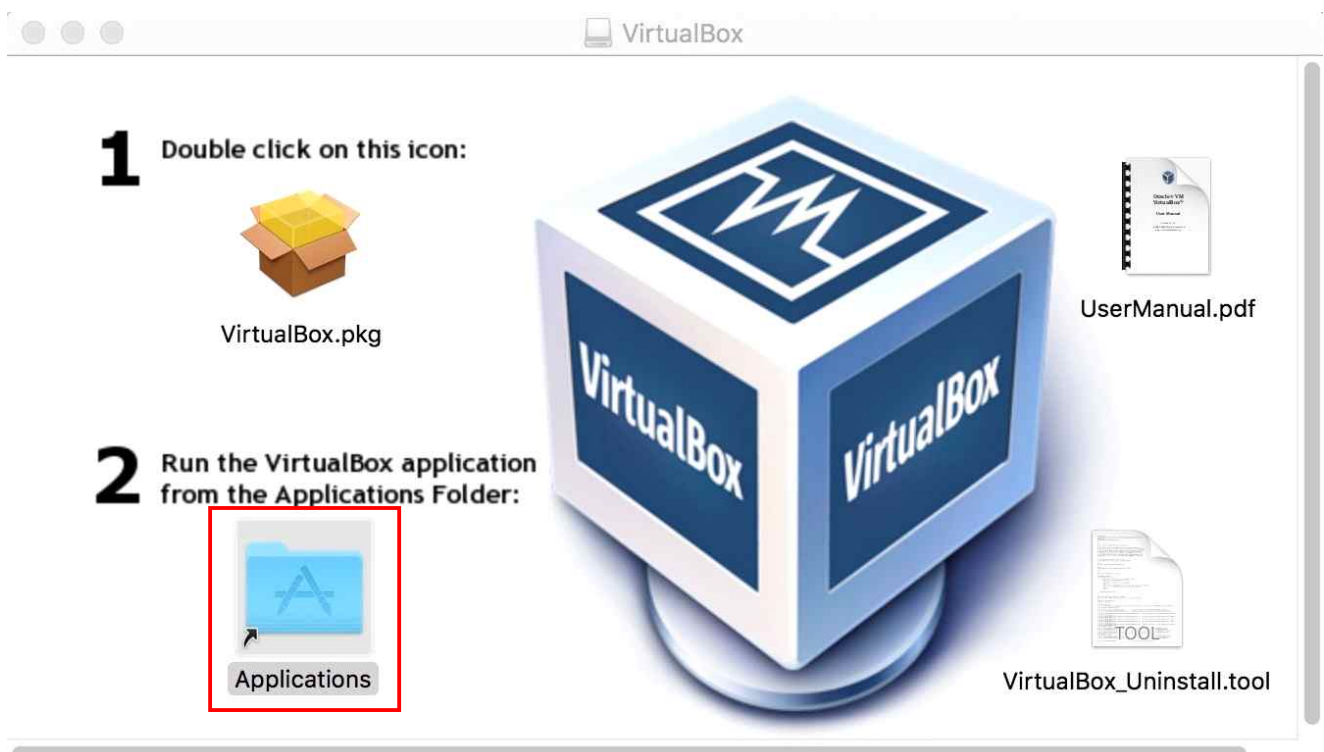 VirtualBox
1
Double click on this icon:
VirtualBox.pkg
UserManual.pdf
2
Run the VirtualBox application
from the Applications Folder:
Applications
VirtualBox
VirtualBox
TOOL
VirtualBox_Uninstall.tool